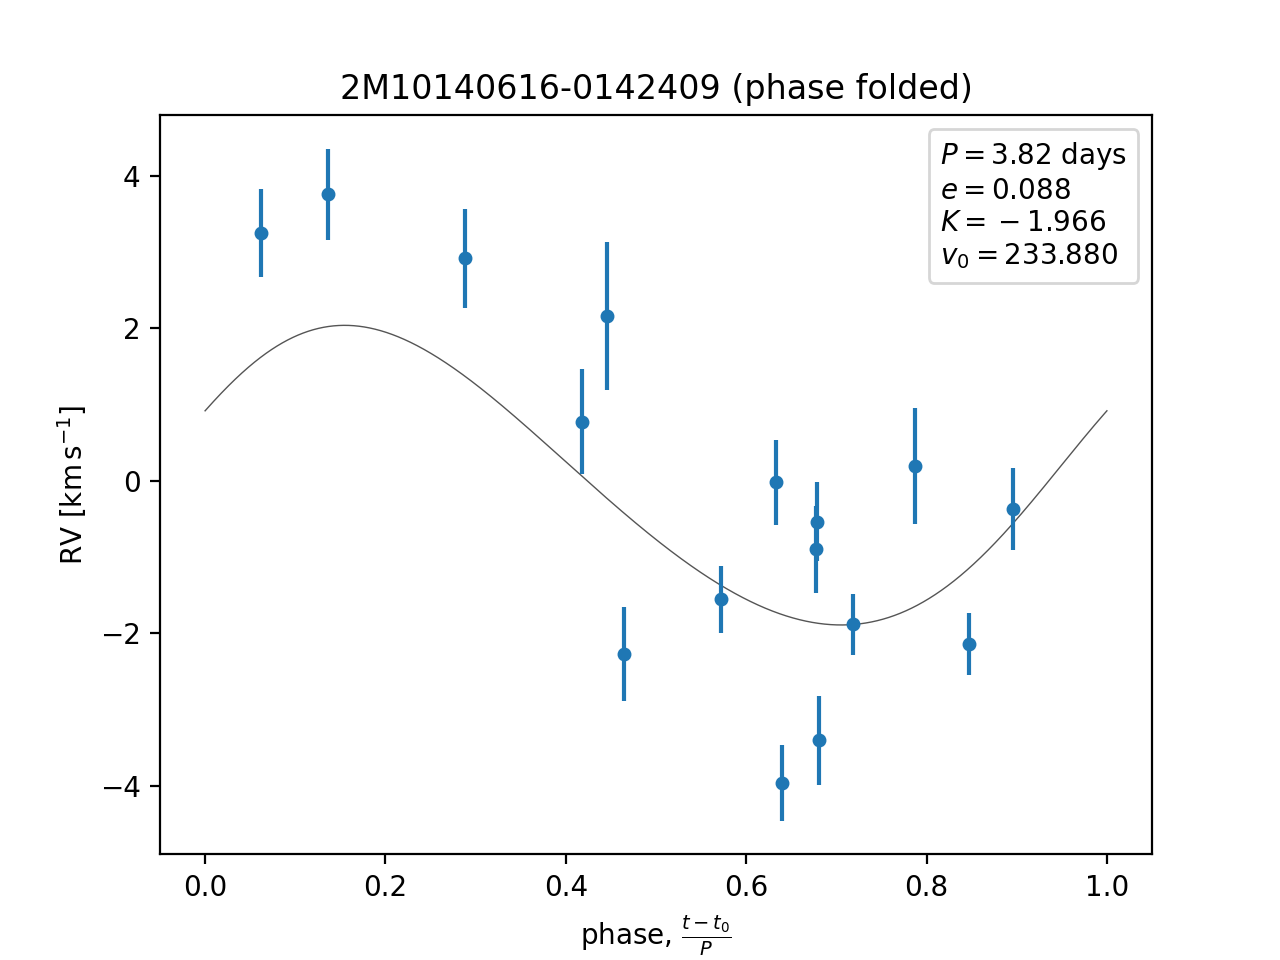 2M10140616-0142409 (phase folded)
P = 3.82 days
e = 0.088
K = −1.966
v₀ = 233.880
RV [km s⁻¹]
4
2
0
−2
−4
0.0 0.2 0.4 0.6 0.8 1.0
phase, (t − t₀)/P